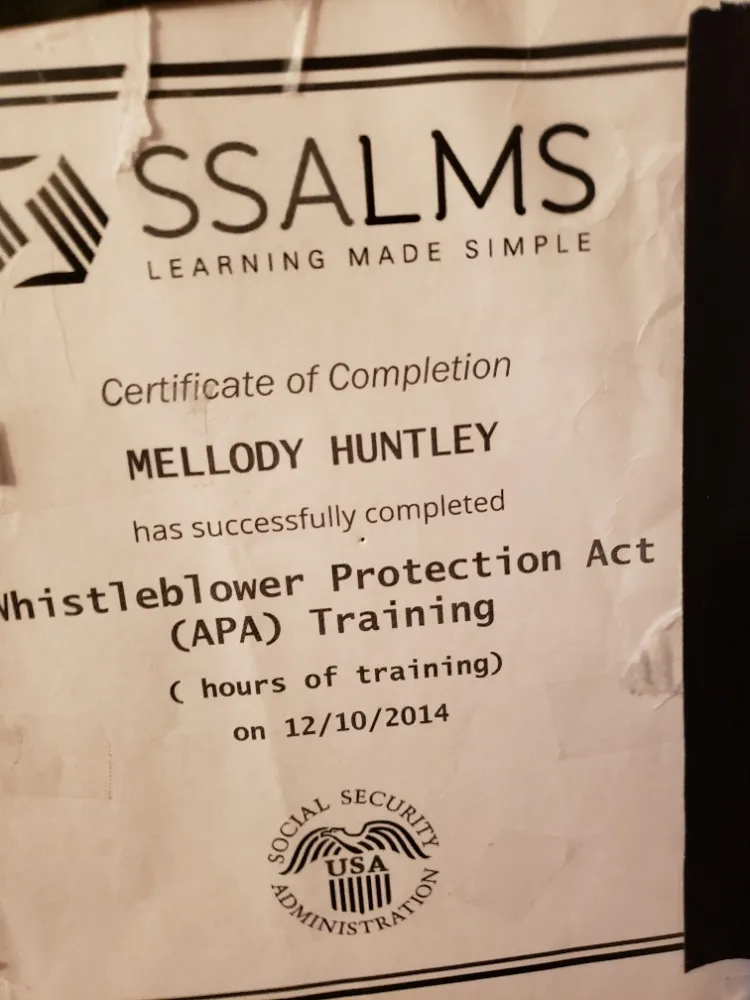 SSALMS
LEARNING MADE SIMPLE
Certificate of Completion
MELLODY HUNTLEY
has successfully completed
Whistleblower Protection Act
(APA) Training
( hours of training)
on 12/10/2014
SOCIAL SECURITY
USA
ADMINISTRATION